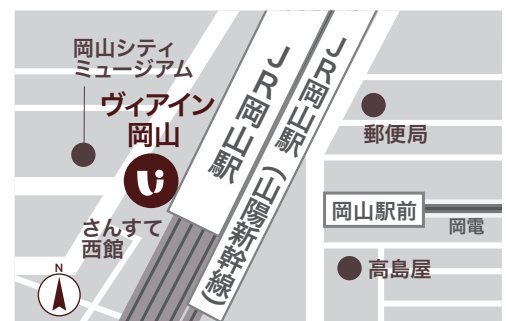 岡山シティ
ミュージアム
ヴィアイン
岡山
さんすて
西館
N
JR岡山駅
JR岡山駅（山陽新幹線）
郵便局
岡山駅前
岡電
高島屋